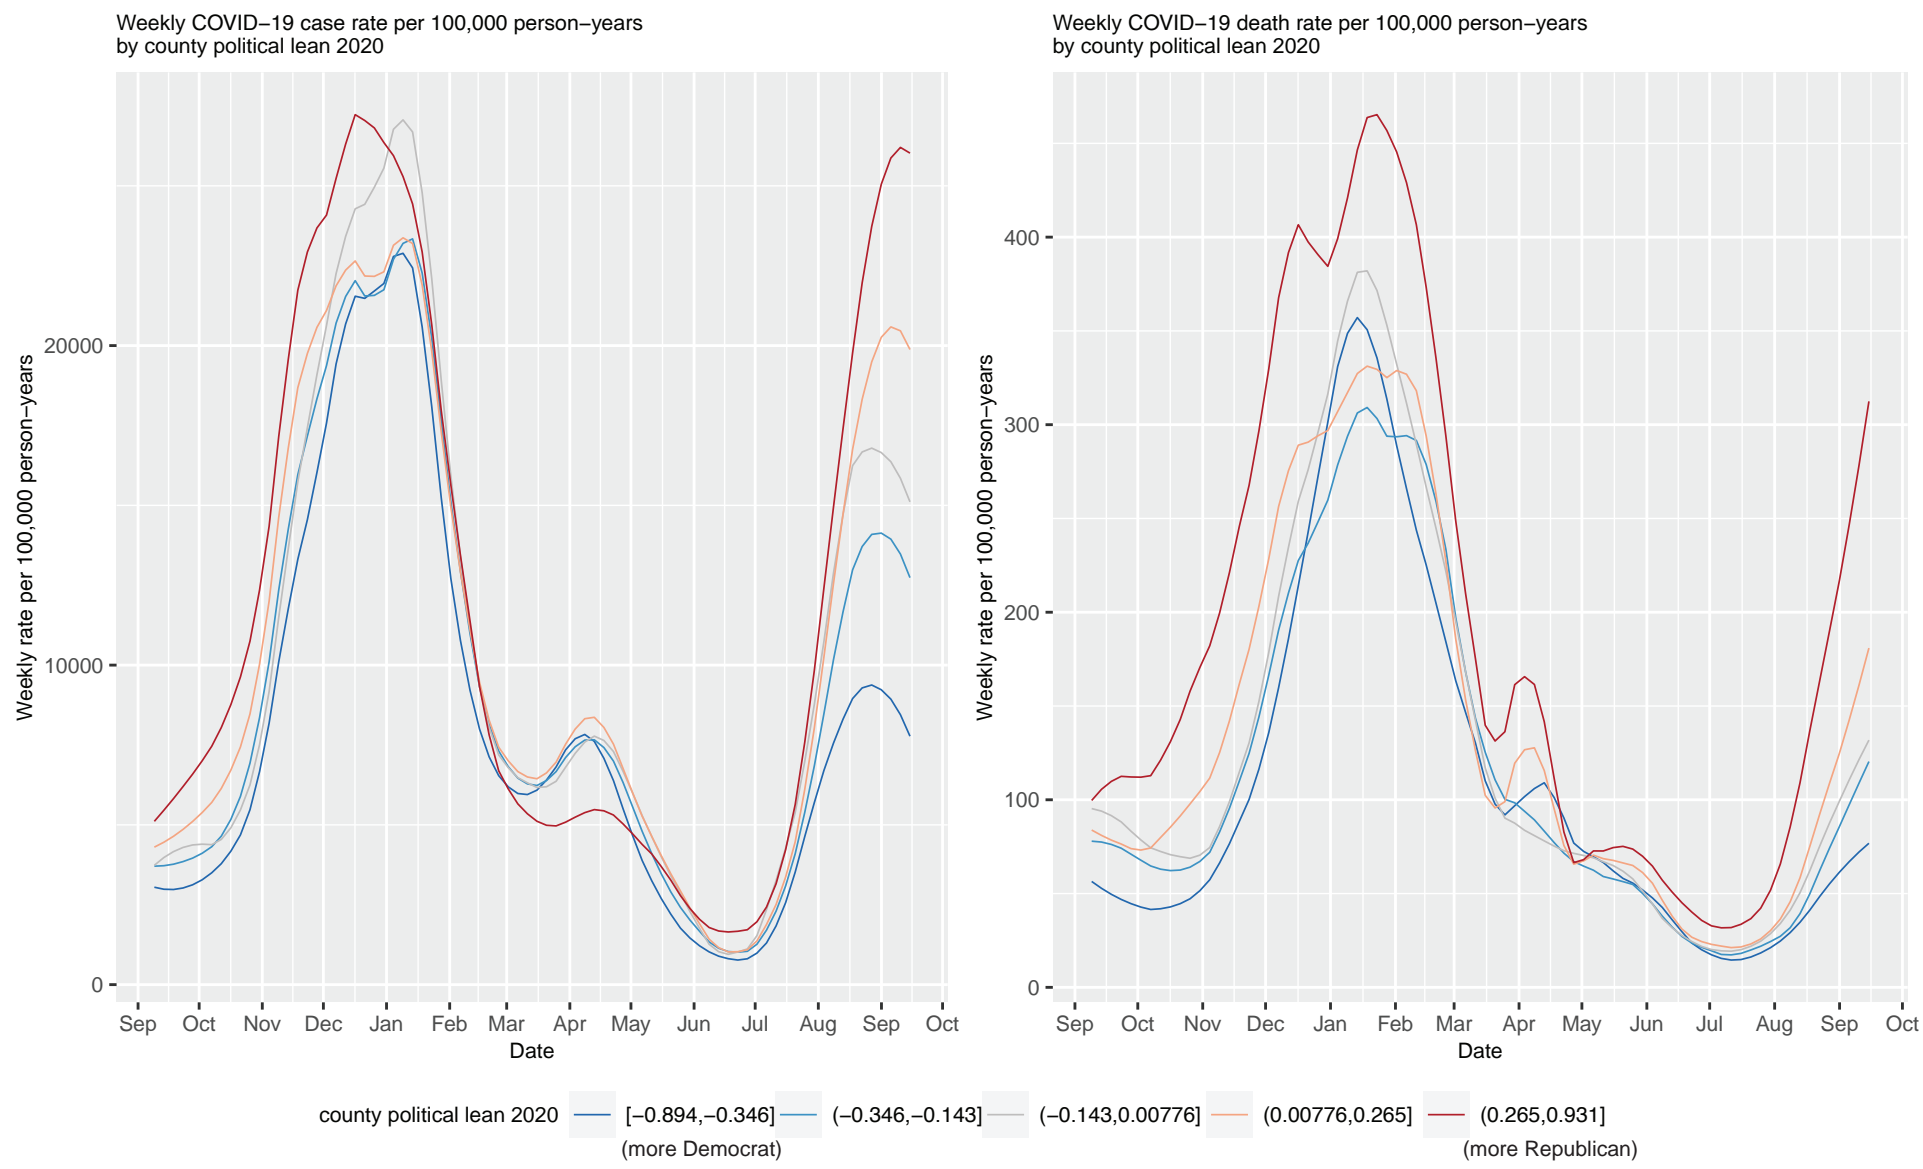 Weekly COVID−19 case rate per 100,000 person−years
by county political lean 2020
Weekly rate per 100,000 person−years
20000
10000
0
Sep Oct Nov Dec Jan Feb Mar Apr May Jun Jul Aug Sep Oct
Date
Weekly COVID−19 death rate per 100,000 person−years
by county political lean 2020
Weekly rate per 100,000 person−years
400
300
200
100
0
Sep Oct Nov Dec Jan Feb Mar Apr May Jun Jul Aug Sep Oct
Date
county political lean 2020 [−0.894,−0.346] (−0.346,−0.143] (−0.143,0.00776] (0.00776,0.265] (0.265,0.931]
(more Democrat) (more Republican)